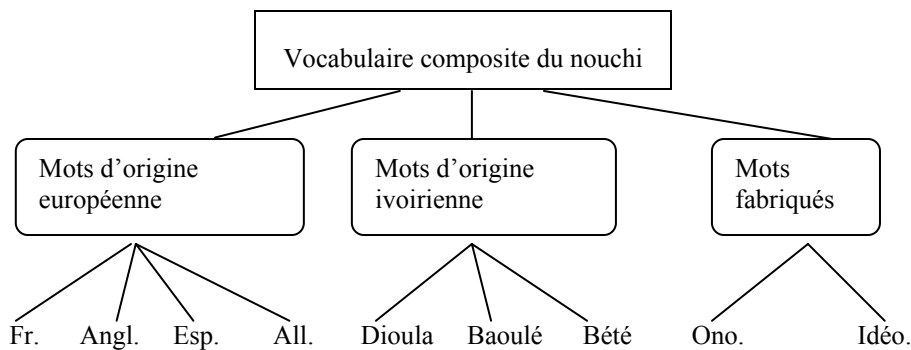 Vocabulaire composite du nouchi
Mots d’origine
européenne
Mots d’origine
ivoirienne
Mots
fabriqués
Fr. Angl. Esp. All. Dioula Baoulé Bété Ono. Idéo.